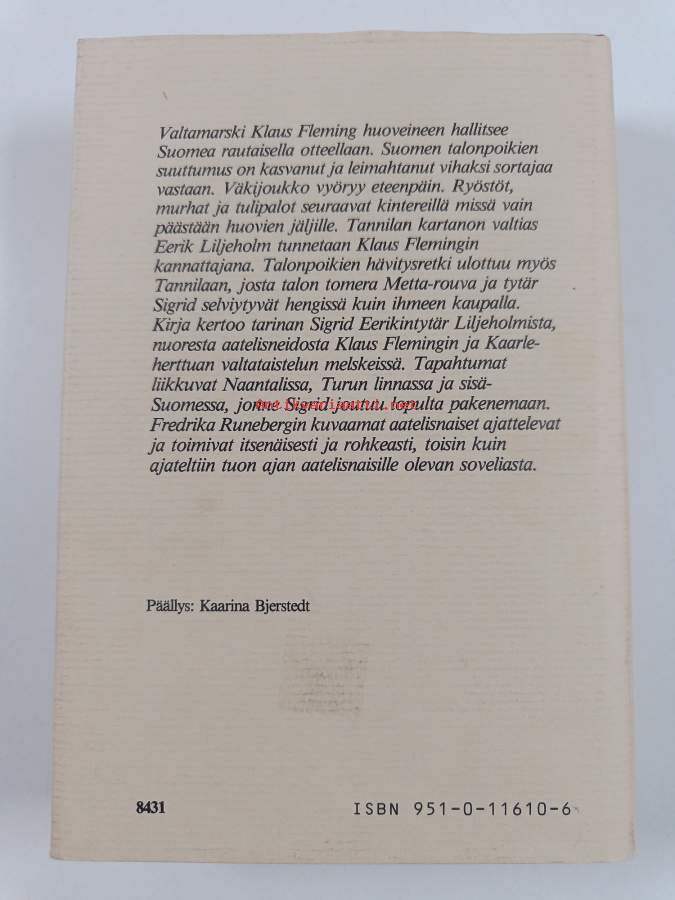 Valtamarski Klaus Fleming huoveineen hallitsee
Suomea rautaisella otteellaan. Suomen talonpoikien
suuttumus on kasvanut ja leimahtanut vihaksi sortajaa
vastaan. Väkijoukko vyöryy eteenpäin. Ryöstöt,
murhat ja tulipalot seuraavat kintereillä missä vain
päästään huovien jäljille. Tannilan kartanon valtias
Eerik Liljeholm tunnetaan Klaus Flemingin
kannattajana. Talonpoikien hävitysretki ulottuu myös
Tannilaan, josta talon tomera Metta-rouva ja tytär
Sigrid selviytyvät hengissä kuin ihmeen kaupalla.
Kirja kertoo tarinan Sigrid Eerikintytär Liljeholmista,
nuoresta aatelisneidosta Klaus Flemingin ja Kaarle-
herttuan valtataistelun melskeissä. Tapahtumat
liikkuvat Naantalissa, Turun linnassa ja sisä-
Suomessa, jonne Sigrid joutuu lopulta pakenemaan.
Fredrika Runebergin kuvaamat aatelisnaiset ajattelevat
ja toimivat itsenäisesti ja rohkeasti, toisin kuin
ajateltiin tuon ajan aatelisnaisille olevan soveliasta.
Päällys: Kaarina Bjerstedt
8431
ISBN 951-0-11610-6